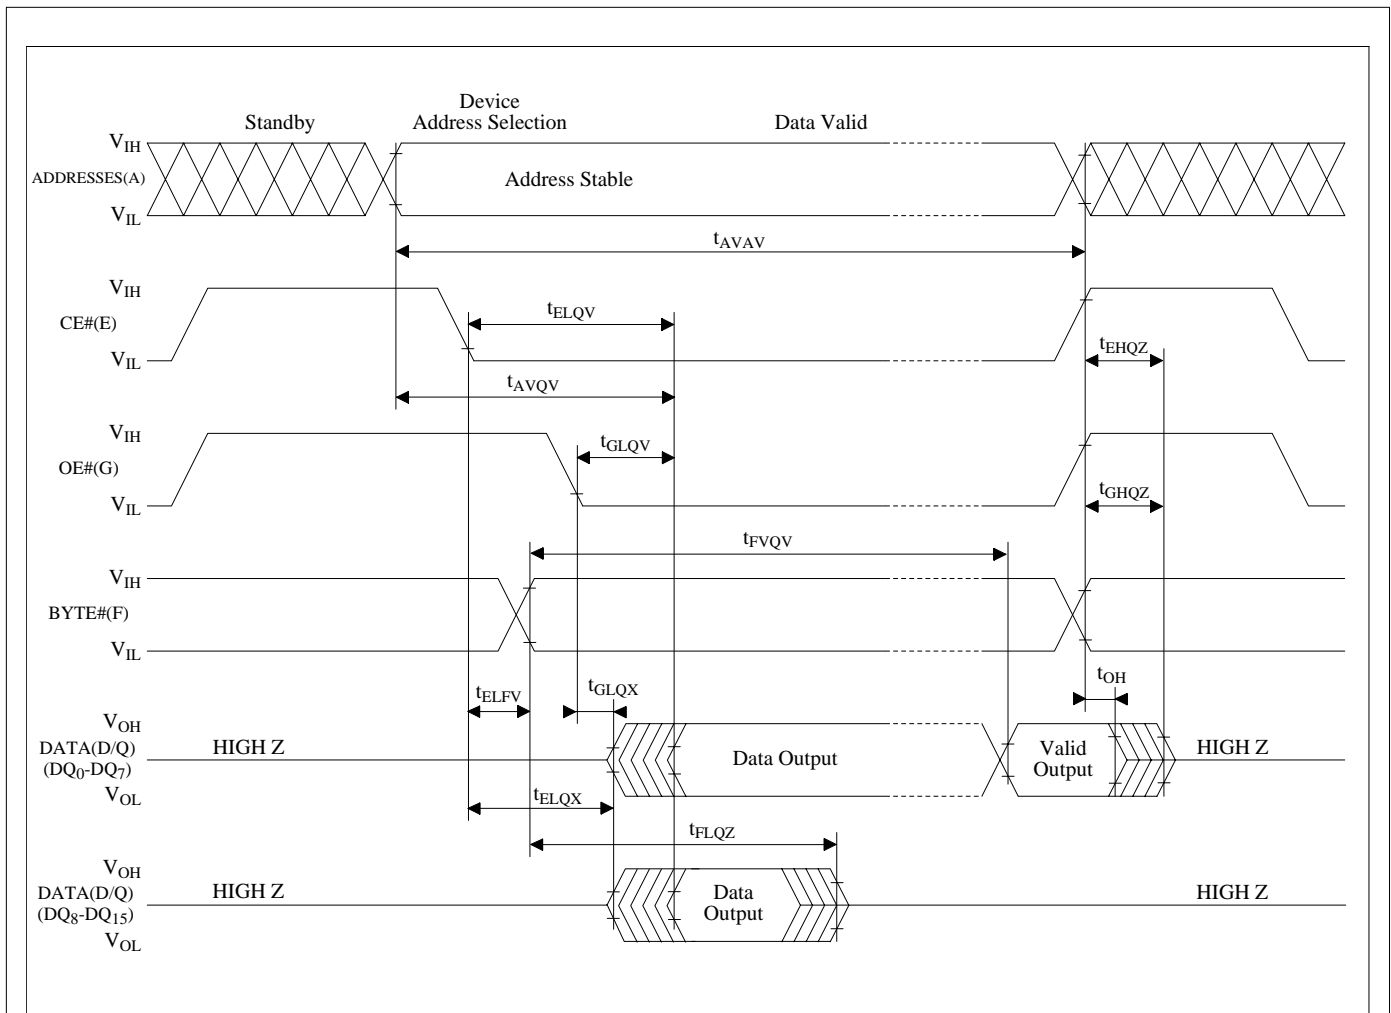 Device
Standby Address Selection Data Valid
VIH
ADDRESSES(A) Address Stable
VIL
tAVAV
VIH
tELQV
CE#(E)
tEHQZ
VIL
tAVQV
VIH
tGLQV
OE#(G)
tGHQZ
VIL
tFVQV
VIH
BYTE#(F)
VIL
tELFV tGLQX tOH
VOH
DATA(D/Q) HIGH Z Data Output Valid HIGH Z
(DQ0-DQ7) Output
VOL
tELQX
tFLQZ
VOH
DATA(D/Q) HIGH Z Data HIGH Z
(DQ8-DQ15) Output
VOL